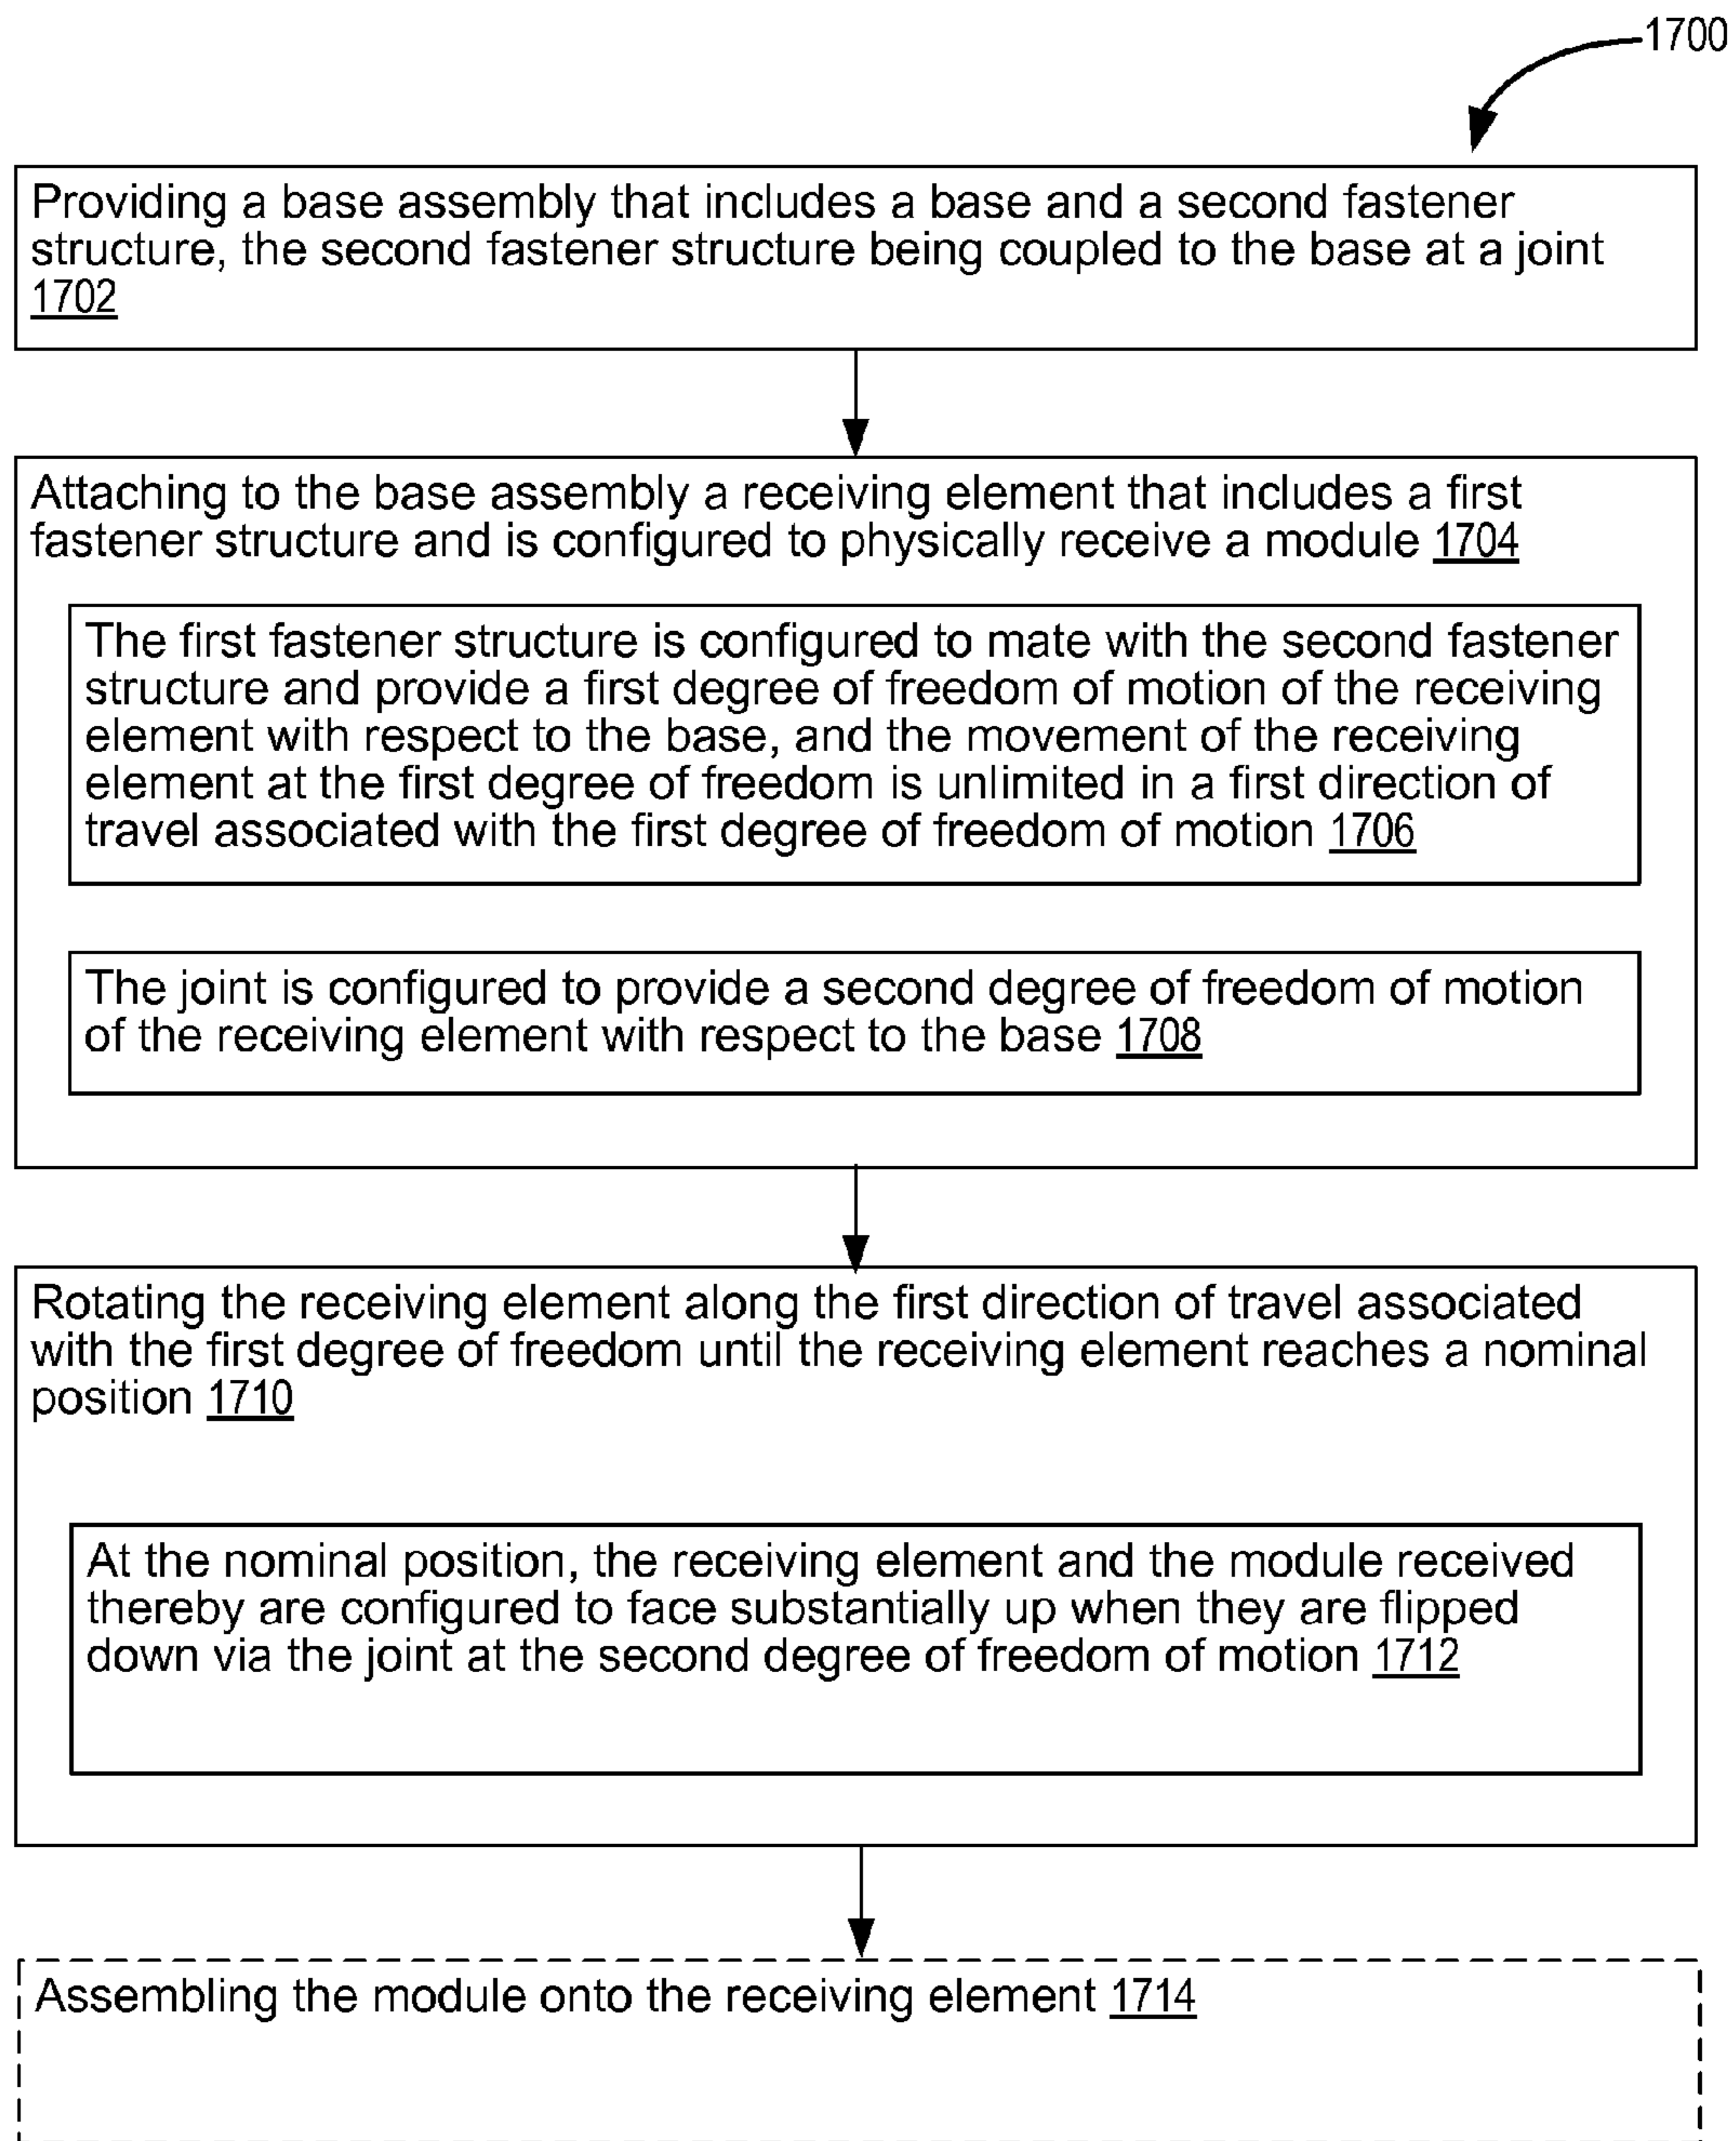 1700
Providing a base assembly that includes a base and a second fastener
structure, the second fastener structure being coupled to the base at a joint
1702
Attaching to the base assembly a receiving element that includes a first
fastener structure and is configured to physically receive a module 1704
The first fastener structure is configured to mate with the second fastener
structure and provide a first degree of freedom of motion of the receiving
element with respect to the base, and the movement of the receiving
element at the first degree of freedom is unlimited in a first direction of
travel associated with the first degree of freedom of motion 1706
The joint is configured to provide a second degree of freedom of motion
of the receiving element with respect to the base 1708
Rotating the receiving element along the first direction of travel associated
with the first degree of freedom until the receiving element reaches a nominal
position 1710
At the nominal position, the receiving element and the module received
thereby are configured to face substantially up when they are flipped
down via the joint at the second degree of freedom of motion 1712
Assembling the module onto the receiving element 1714